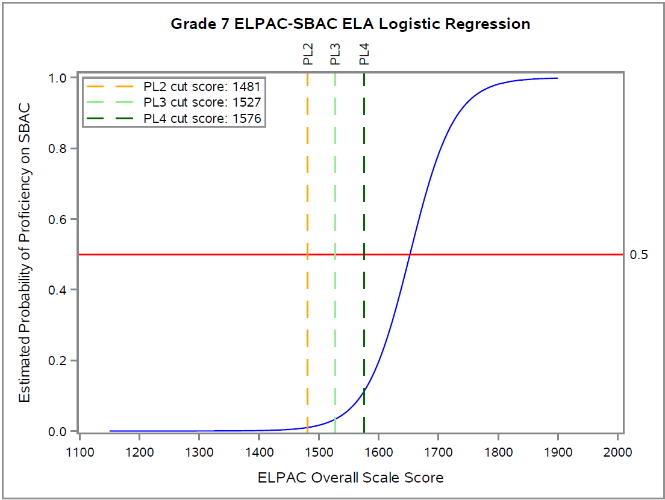 Grade 7 ELPAC-SBAC ELA Logistic Regression
PL2
PL3
PL4
PL2 cut score: 1481
PL3 cut score: 1527
PL4 cut score: 1576
Estimated Probability of Proficiency on SBAC
1.0
0.8
0.6
0.4
0.2
0.0
0.5
1100 1200 1300 1400 1500 1600 1700 1800 1900 2000
ELPAC Overall Scale Score